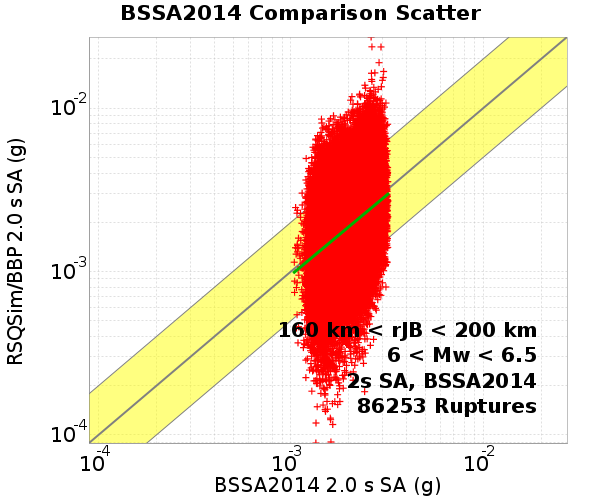 BSSA2014 Comparison Scatter
RSQSim/BBP 2.0 s SA (g)
10-2
10-3
10-4
160 km < rJB < 200 km
6 < Mw < 6.5
2s SA, BSSA2014
86253 Ruptures
10-4 10-3 10-2
BSSA2014 2.0 s SA (g)